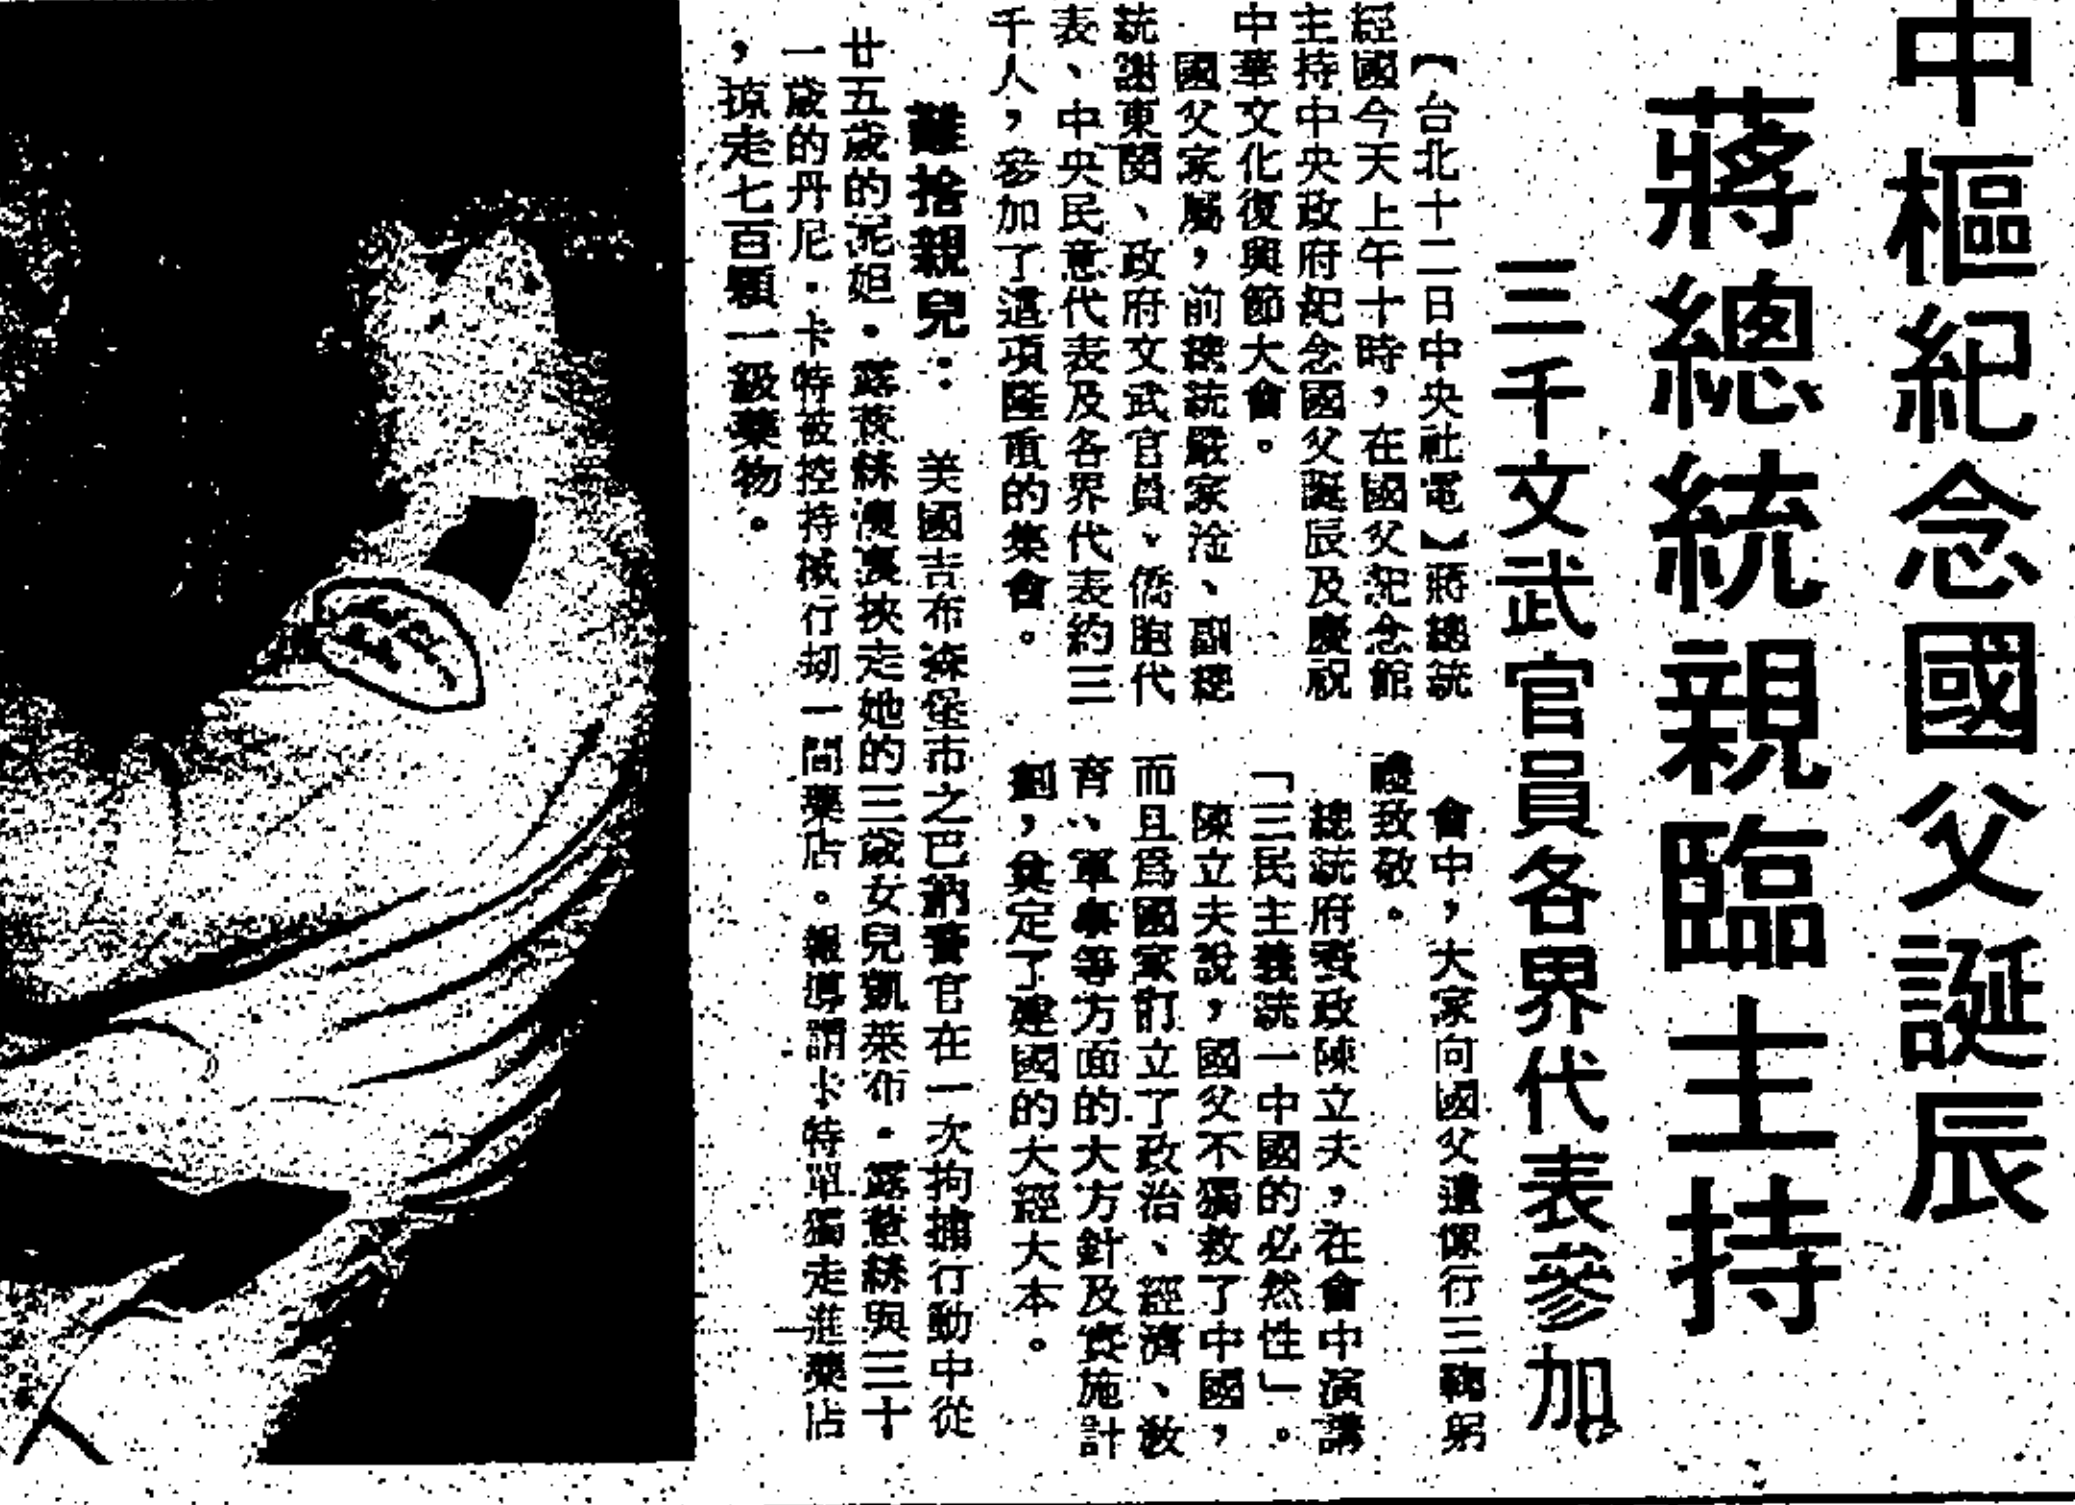 中樞紀念國父誕辰
蔣總統親臨主持
三千文武官員各界代表參加
【台北十二日中央社電】蔣總統
經國今天上午十時，在國父紀念館
主持中央政府紀念國父誕辰及慶祝
中華文化復興節大會。
國父家屬，前總統嚴家淦、副總
統謝東閔、政府文武官員、僑胞代
表、中央民意代表及各界代表約三
千人，參加了這項隆重的集會。
會中，大家向國父遺像行三鞠躬
禮致敬。
總統府資政陳立夫，在會中演講
「三民主義統一中國的必然性」。
陳立夫說，國父不獨救了中國，
而且爲國家訂立了政治、經濟、教
育、軍事等方面的大方針及實施計
劃，奠定了建國的大經大本。
難捨親兒： 美國吉布森堡市之巴訥警官在一次拘捕行動中從
廿五歲的泥妲・露薏絲澳裏挾走她的三歲女兒凱萊布・露薏絲與三十
一歲的丹尼・卡特被控持械行刼一間藥店。報導謂卡特單獨走進藥店
，掠走七百顆一級藥物。